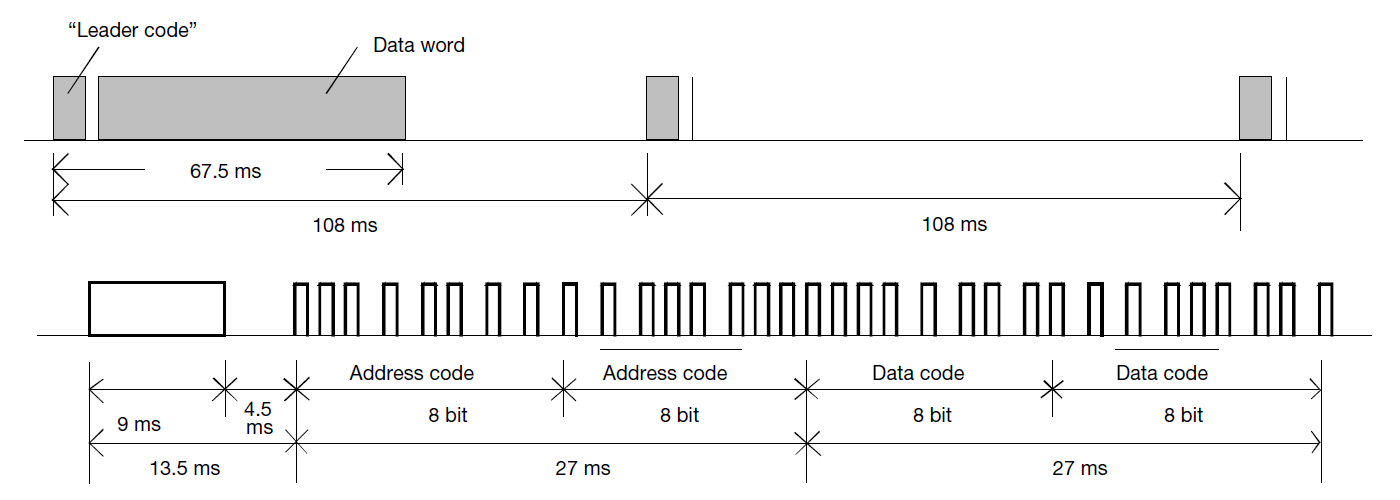 “Leader code”
Data word
67.5 ms
108 ms
108 ms
Address code
Address code
Data code
Data code
9 ms
4.5
ms
8 bit
8 bit
8 bit
8 bit
13.5 ms
27 ms
27 ms